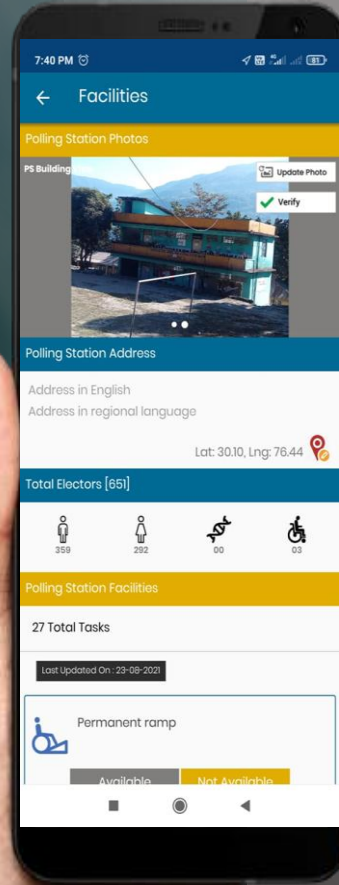 7:40 PM
83
Facilities
Polling Station Photos
PS Building
Update Photo
Verify
Polling Station Address
Address in English
Address in regional language
Lat: 30.10, Lng: 76.44
Total Electors [651]
359 292 00 03
Polling Station Facilities
27 Total Tasks
Last Updated On : 23-08-2021
Permanent ramp
Available Not Available